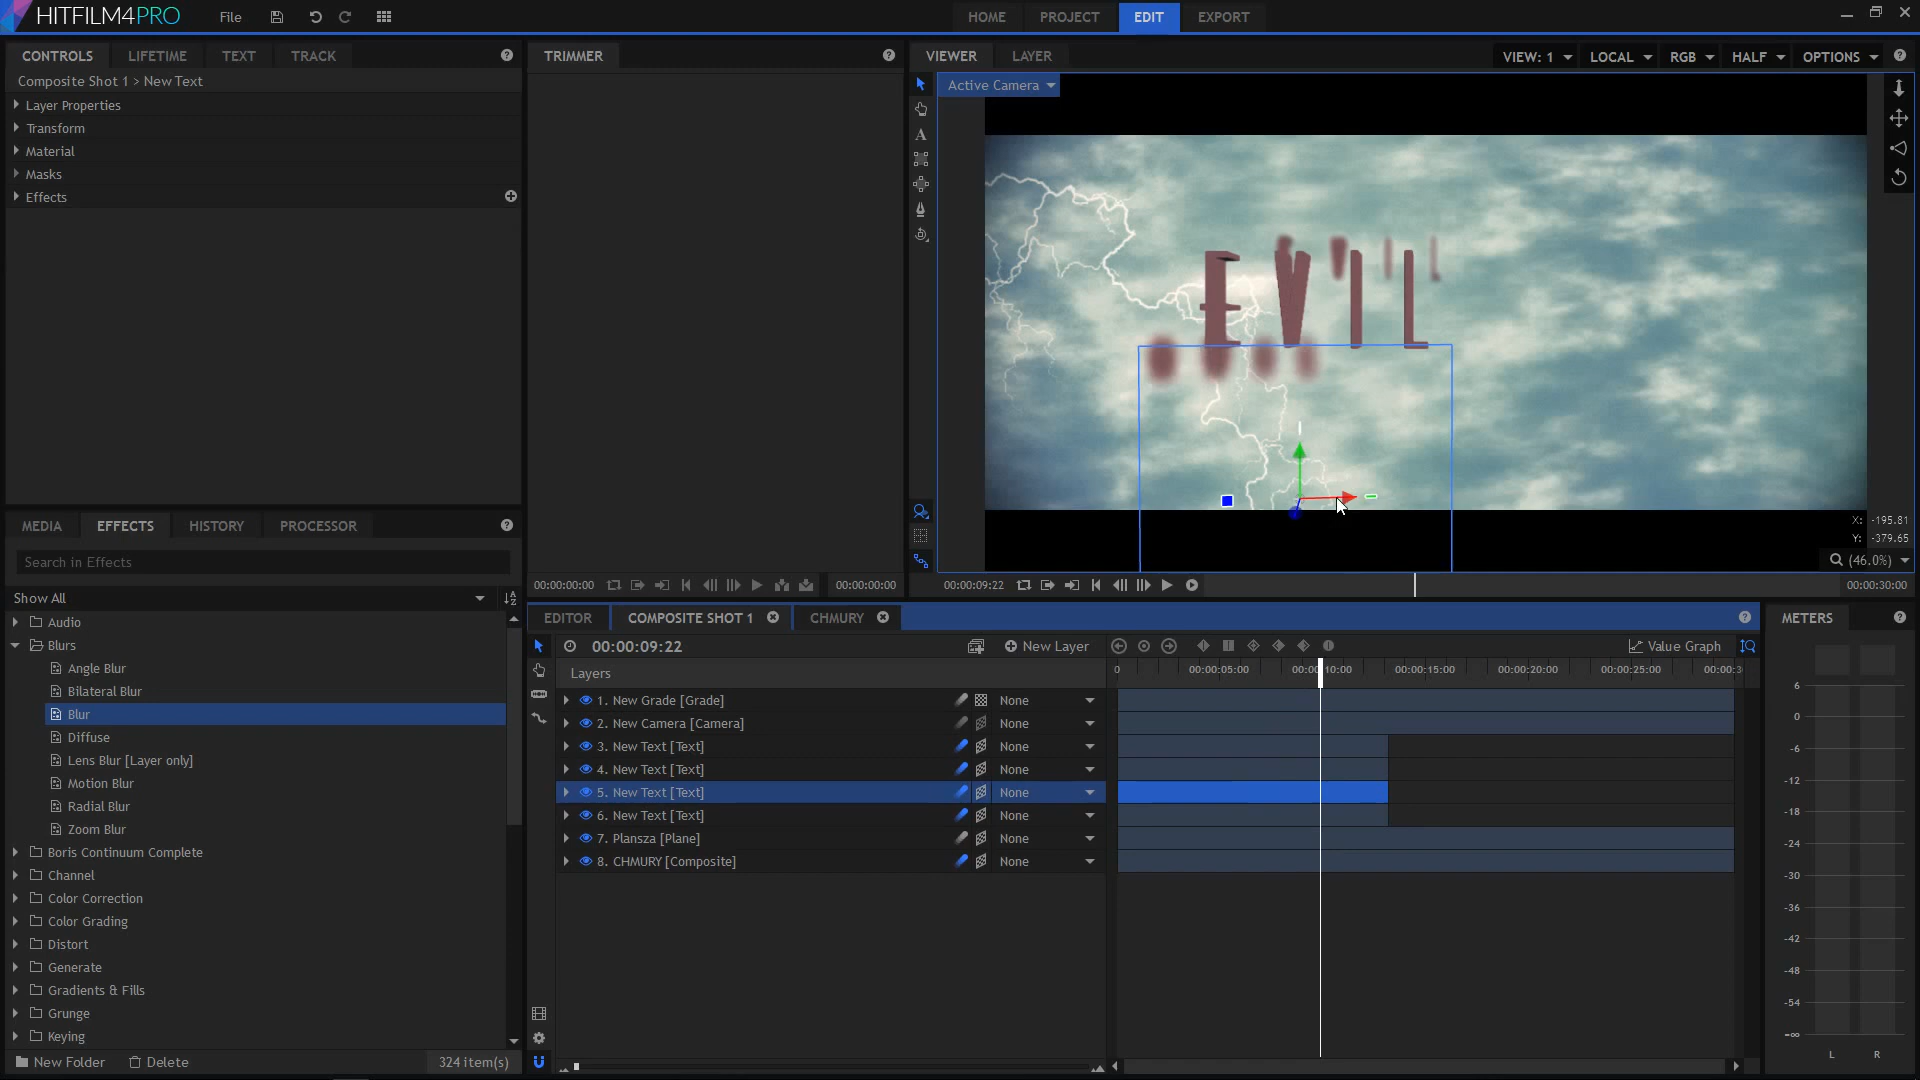 HITFILM4PRO
File
HOME
PROJECT
EDIT
EXPORT
CONTROLS
LIFETIME
TEXT
TRACK
TRIMMER
VIEWER
LAYER
VIEW: 1
LOCAL
RGB
HALF
OPTIONS
Composite Shot 1 > New Text
Active Camera
Layer Properties
Transform
Material
Masks
Effects
EVIL
X: -195.81
Y: -379.65
(46.0%)
MEDIA
EFFECTS
HISTORY
PROCESSOR
Search in Effects
00:00:00:00
00:00:00:00
00:00:09:22
00:00:30:00
Show All
EDITOR
COMPOSITE SHOT 1
CHMURY
METERS
Audio
Blurs
Angle Blur
Bilateral Blur
Blur
Diffuse
Lens Blur [Layer only]
Motion Blur
Radial Blur
Zoom Blur
Boris Continuum Complete
Channel
Color Correction
Color Grading
Distort
Generate
Gradients & Fills
Grunge
Keying
New Folder
Delete
324 item(s)
00:00:09:22
New Layer
Value Graph
Layers
0
00:00:05:00
00:00:10:00
00:00:15:00
00:00:20:00
00:00:25:00
00:00:3
1. New Grade [Grade] None
2. New Camera [Camera] None
3. New Text [Text] None
4. New Text [Text] None
5. New Text [Text] None
6. New Text [Text] None
7. Plansza [Plane] None
8. CHMURY [Composite] None
6
0
-6
-12
-18
-24
-30
-36
-42
-48
-54
-∞
L R